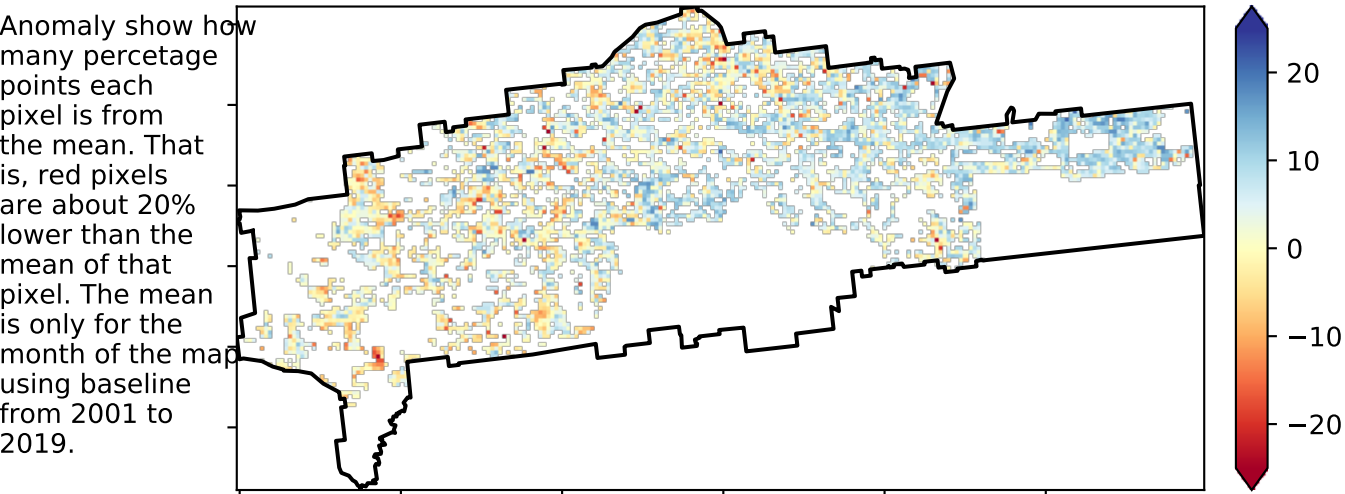 Anomaly show how
many percetage
points each
pixel is from
the mean. That
is, red pixels
are about 20%
lower than the
mean of that
pixel. The mean
is only for the
month of the map
using baseline
from 2001 to
2019.
20
10
0
−10
−20